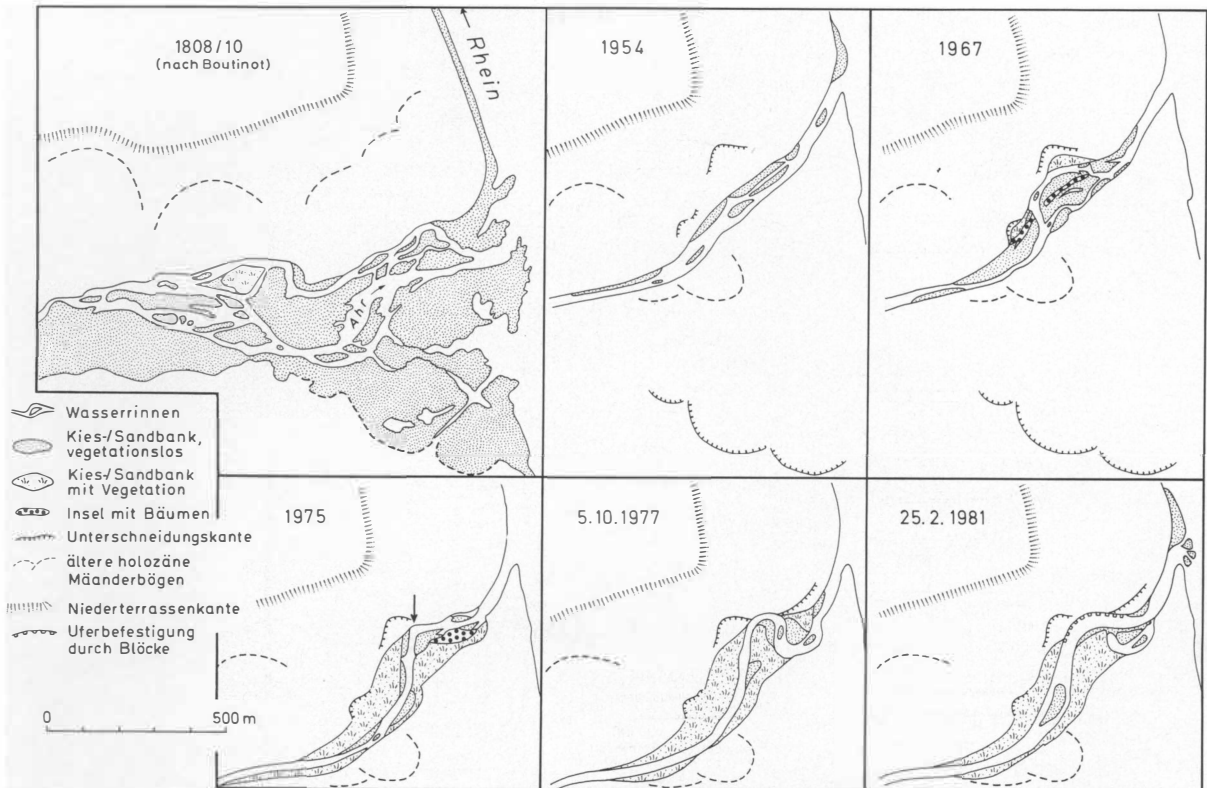 1808/10
(nach Boutinot)
Rhein
Ahr
1954
1967
Wasserrinnen
Kies-/Sandbank,
vegetationslos
Kies-/Sandbank
mit Vegetation
Insel mit Bäumen
Unterschneidungskante
ältere holozäne
Mäanderbögen
Niederterrassenkante
Uferbefestigung
durch Blöcke
0 500 m
1975
5.10.1977
25.2.1981